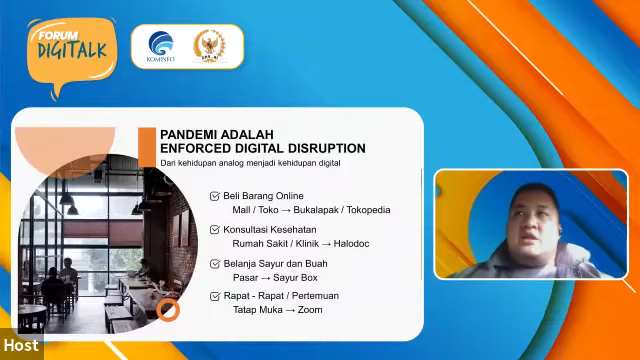 FORUM
DIGITALK
KOMINFO
DPR-RI
PANDEMI ADALAH
ENFORCED DIGITAL DISRUPTION
Dari kehidupan analog menjadi kehidupan digital
Beli Barang Online
Mall / Toko → Bukalapak / Tokopedia
Konsultasi Kesehatan
Rumah Sakit / Klinik → Halodoc
Belanja Sayur dan Buah
Pasar → Sayur Box
Rapat - Rapat / Pertemuan
Tatap Muka → Zoom
Host